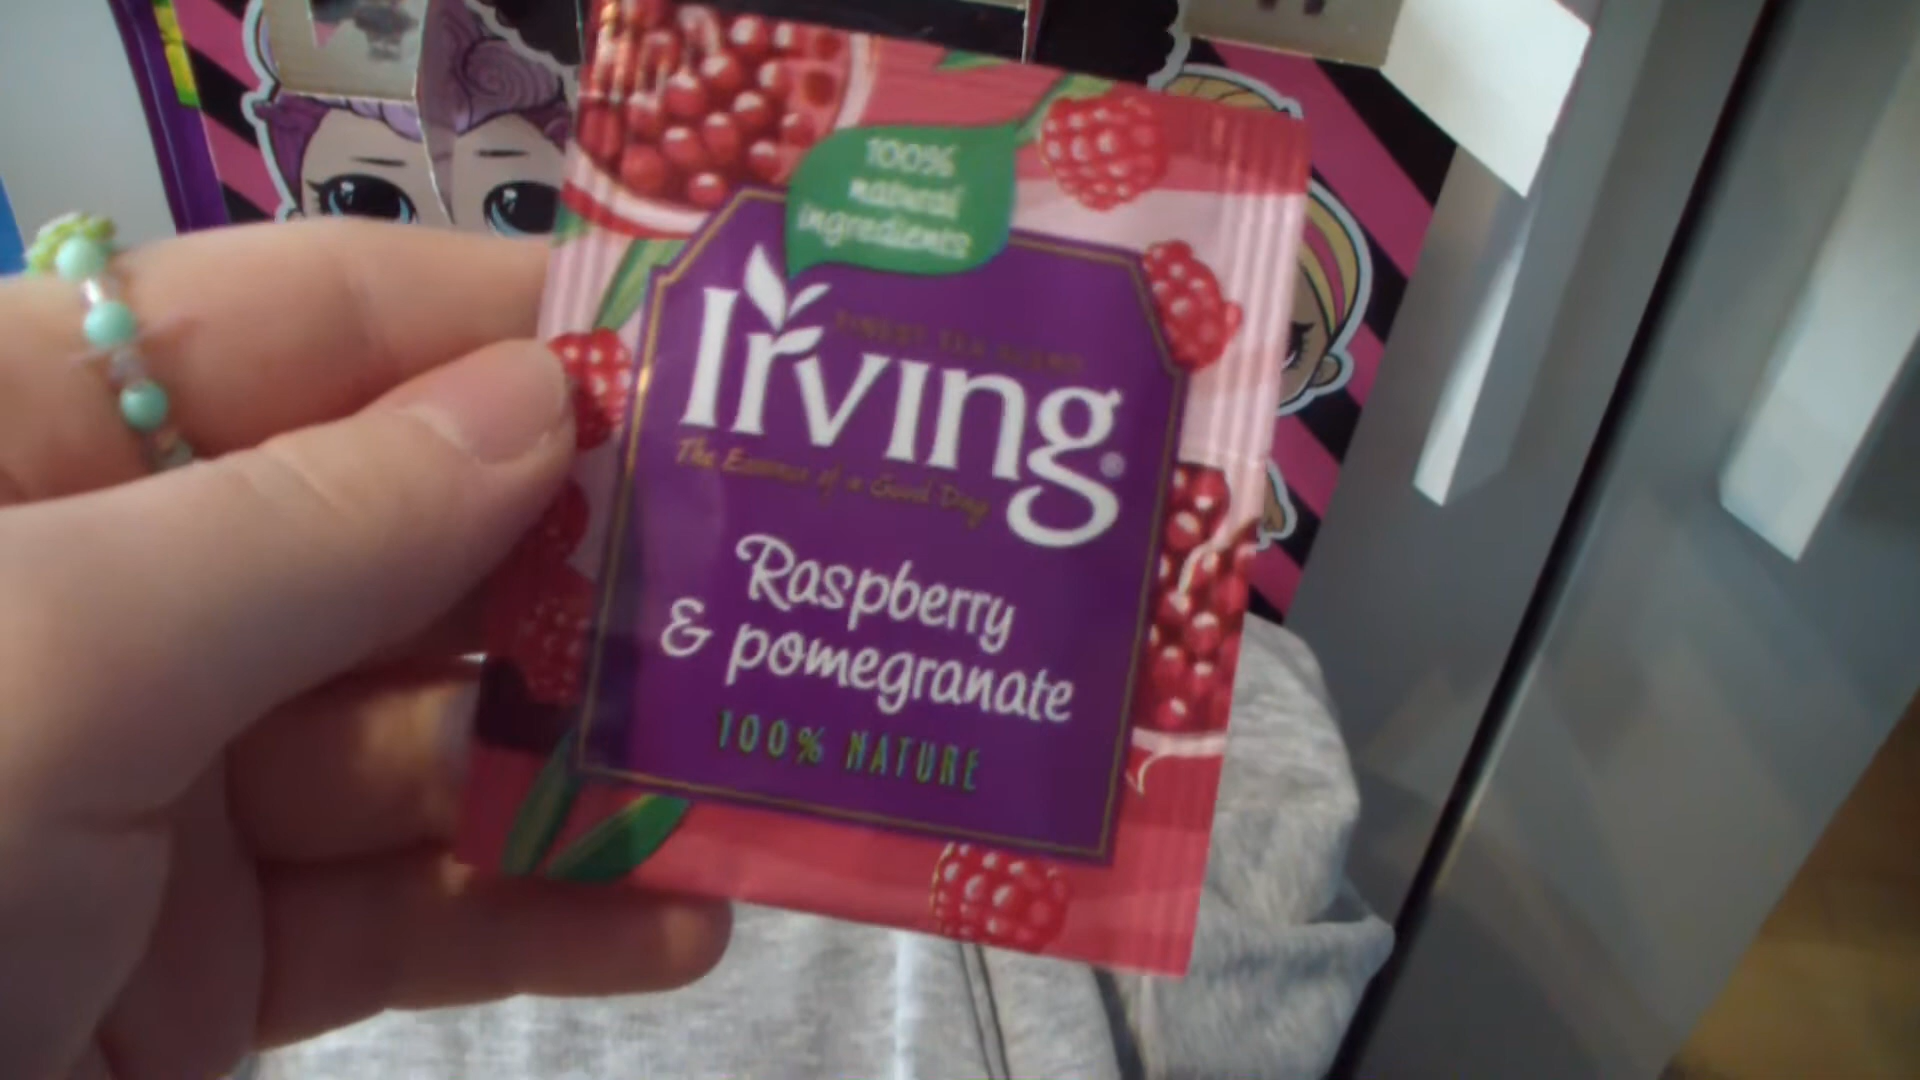 100%
natural
ingredients
FINEST TEA BLEND
Irving®
The Essence of a Good Day
Raspberry
& pomegranate
100% NATURE